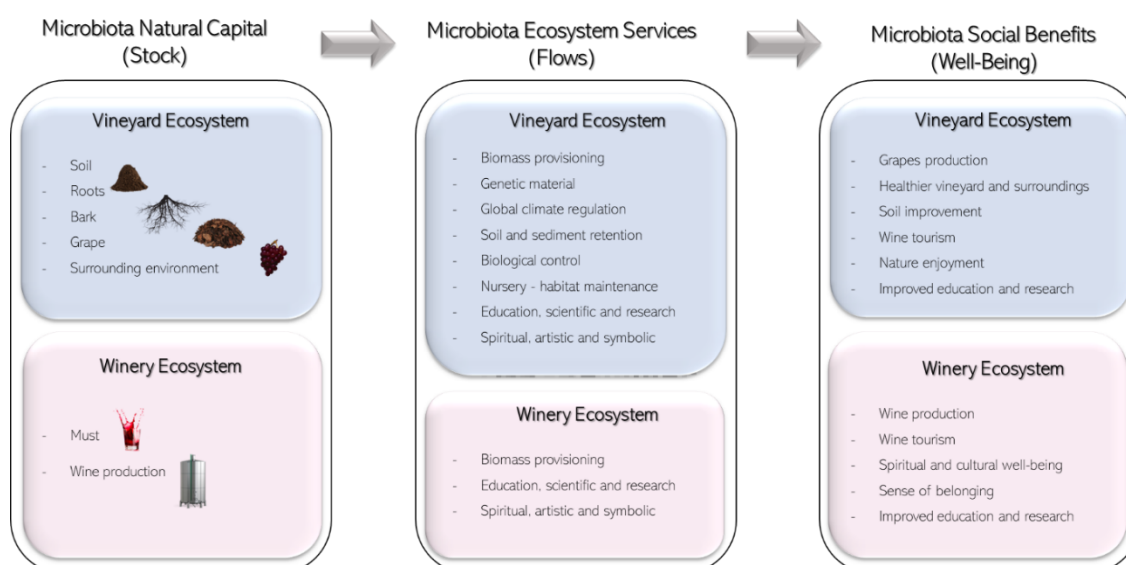 Microbiota Natural Capital
(Stock)
Vineyard Ecosystem
- Soil
- Roots
- Bark
- Grape
- Surrounding environment
Winery Ecosystem
- Must
- Wine production
Microbiota Ecosystem Services
(Flows)
Vineyard Ecosystem
- Biomass provisioning
- Genetic material
- Global climate regulation
- Soil and sediment retention
- Biological control
- Nursery - habitat maintenance
- Education, scientific and research
- Spiritual, artistic and symbolic
Winery Ecosystem
- Biomass provisioning
- Education, scientific and research
- Spiritual, artistic and symbolic
Microbiota Social Benefits
(Well-Being)
Vineyard Ecosystem
- Grapes production
- Healthier vineyard and surroundings
- Soil improvement
- Wine tourism
- Nature enjoyment
- Improved education and research
Winery Ecosystem
- Wine production
- Wine tourism
- Spiritual and cultural well-being
- Sense of belonging
- Improved education and research